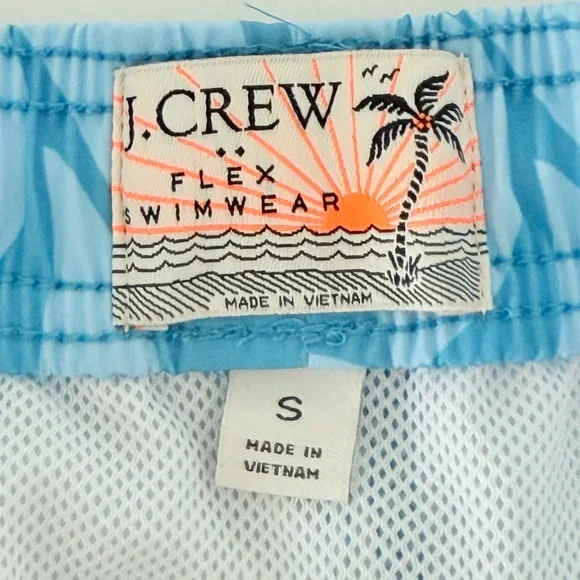 J.CREW
FLEX
SWIMWEAR
MADE IN VIETNAM
S
MADE IN
VIETNAM